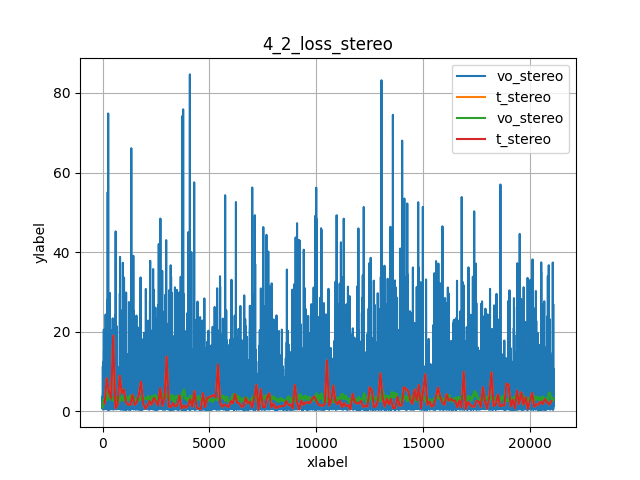 4_2_loss_stereo
vo_stereo
t_stereo
vo_stereo
t_stereo
ylabel
80
60
40
20
0
0
5000
10000
15000
20000
xlabel